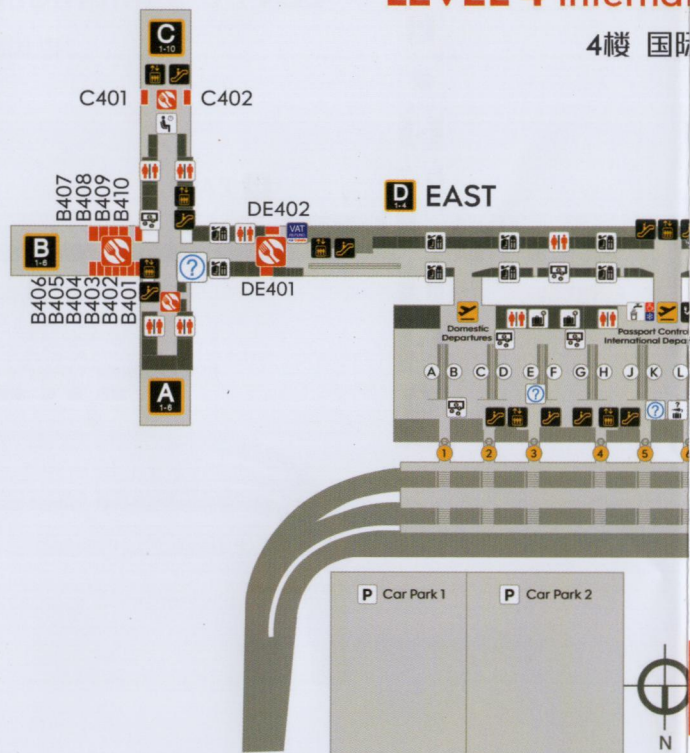 LEVEL 4
4楼 国
C
1-10
C401
C402
B407
B408
B409
B410
D
1-4
EAST
DE402
VAT
B
1-6
?
DE401
B406
B405
B404
B403
B402
B401
Domestic
Departures
Passport
International
A
B
C
D
E
F
G
H
J
K
L
?
?
A
1-6
1
2
3
4
5
P Car Park 1
P Car Park 2
N